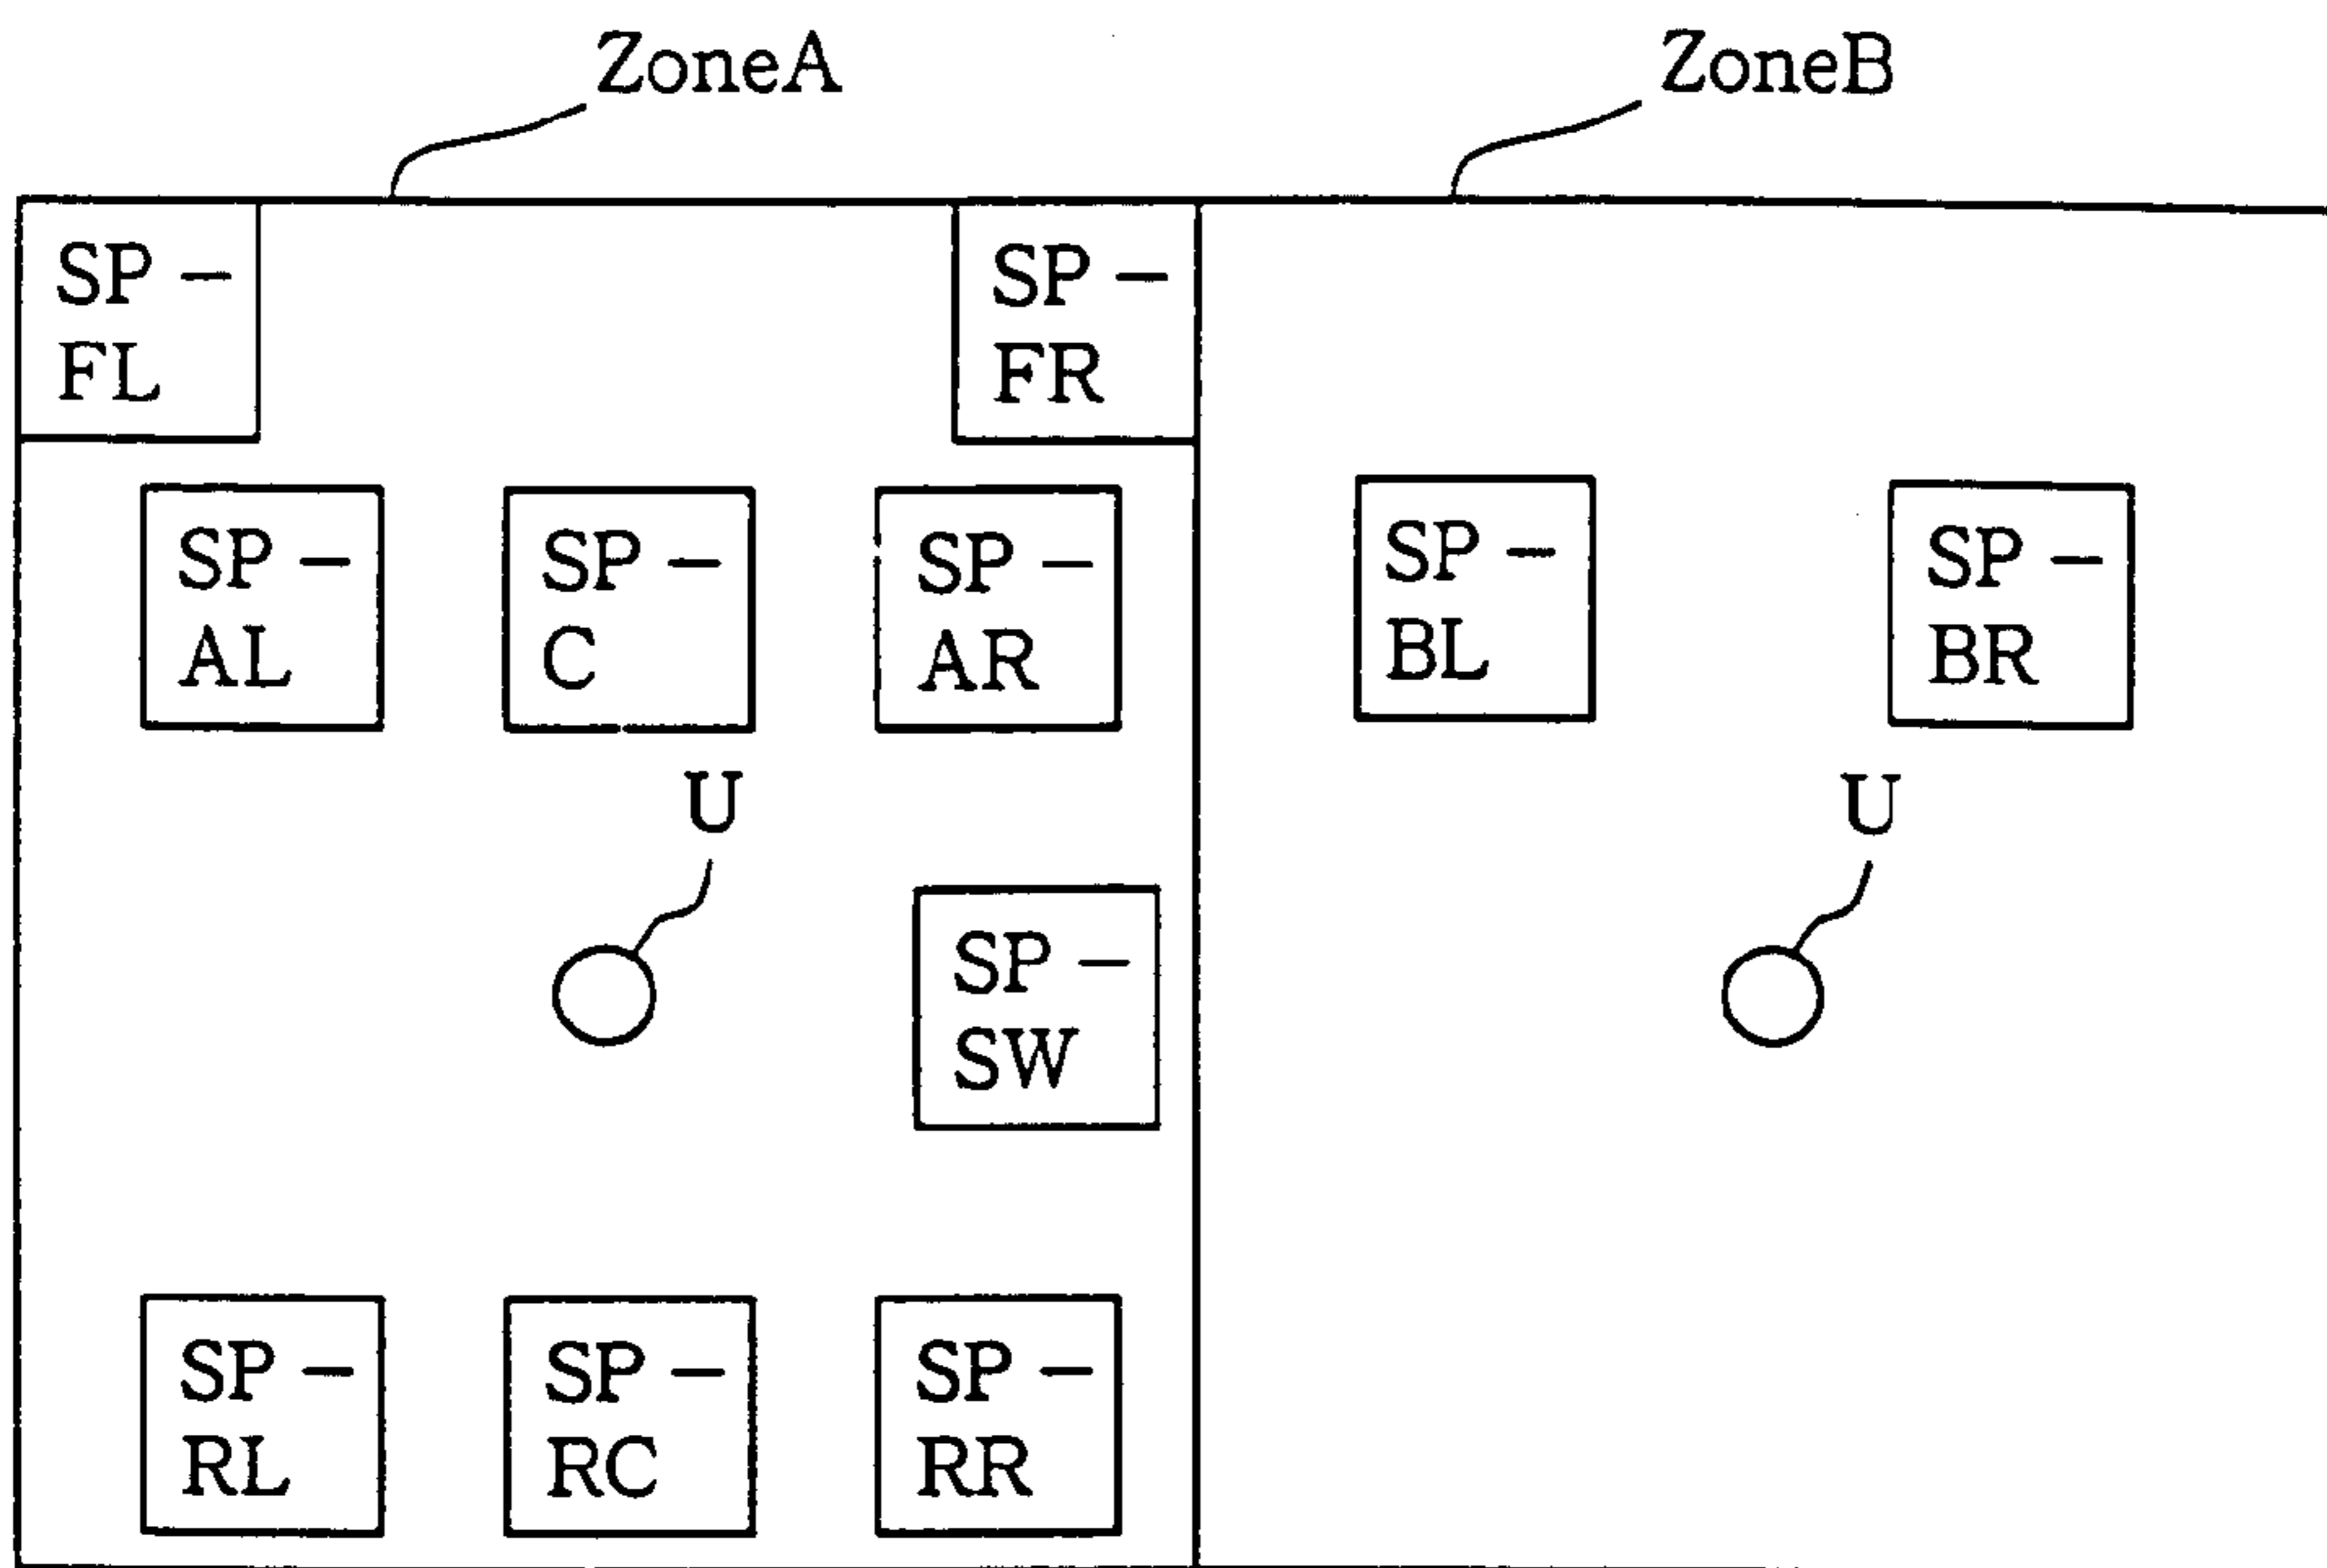 ZoneA
ZoneB
SP-
FL
SP-
FR
SP-
AL
SP-
C
SP-
AR
SP-
BL
SP-
BR
U
U
SP-
SW
SP-
RL
SP-
RC
SP-
RR